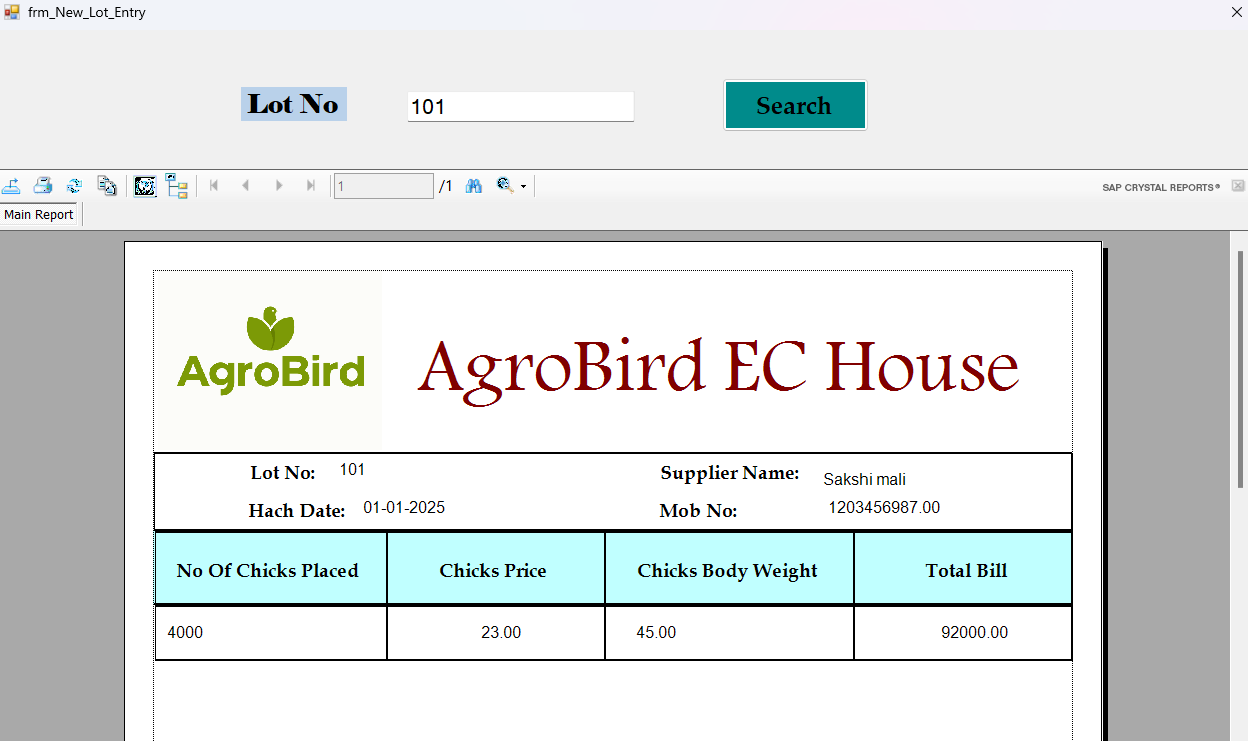 frm_New_Lot_Entry
Lot No 101 Search
1 /1 SAP CRYSTAL REPORTS®
Main Report
AgroBird AgroBird EC House
Lot No: 101 Supplier Name: Sakshi mali
Hach Date: 01-01-2025 Mob No: 1203456987.00
No Of Chicks Placed Chicks Price Chicks Body Weight Total Bill
4000 23.00 45.00 92000.00